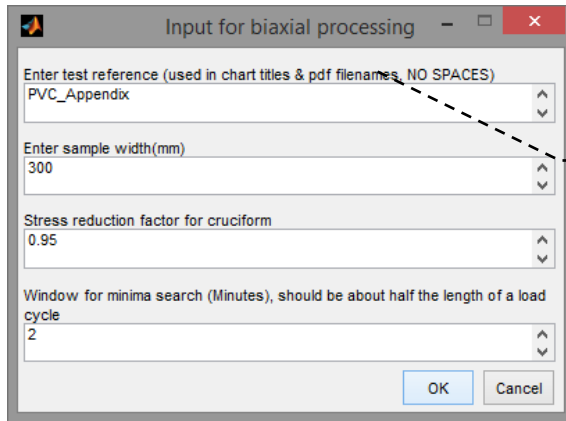 Input for biaxial processing
Enter test reference (used in chart titles & pdf filenames, NO SPACES)
PVC_Appendix
Enter sample width(mm)
300
Stress reduction factor for cruciform
0.95
Window for minima search (Minutes), should be about half the length of a load
cycle
2
OK Cancel